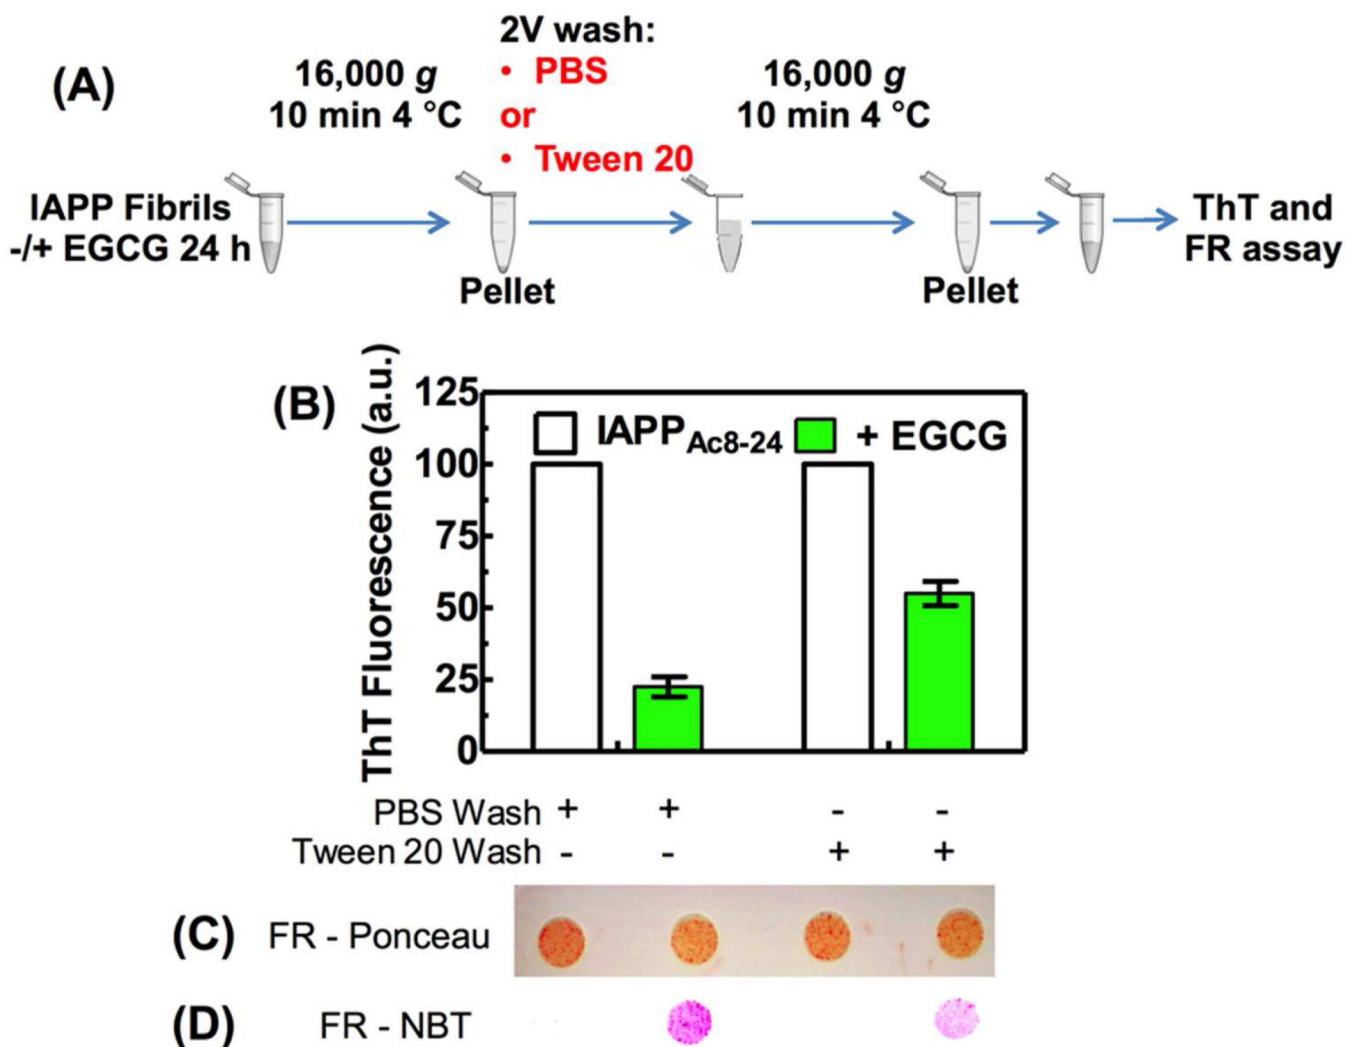 (A)
16,000 g
10 min 4 °C
2V wash:
• PBS
or
• Tween 20
16,000 g
10 min 4 °C
IAPP Fibrils
-/+ EGCG 24 h
Pellet
Pellet
ThT and
FR assay
(B)
ThT Fluorescence (a.u.)
125
100
75
50
25
0
IAPP Ac8-24 + EGCG
PBS Wash + + - -
Tween 20 Wash - - + +
(C) FR - Ponceau
(D) FR - NBT